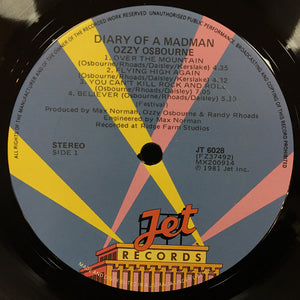 DIARY OF A MADMAN
OZZY OSBOURNE
1. OVER THE MOUNTAIN
(Osbourne/Rhoads/Daisley/Kerslake) 4.35
2. FLYING HIGH AGAIN
(Osbourne/Rhoads/Daisley/Kerslake) 4.32
3. YOU CAN'T KILL ROCK AND ROLL
(Osbourne/Rhoads/Daisley)
4. BELIEVER (Osbourne/Rhoads/Daisley) 5.05
Festival
Produced by Max Norman, Ozzy Osbourne & Randy Rhoads
Engineered by Max Norman
Recorded at Ridge Farm Studios
STEREO
SIDE 1
JT 6028
(FZ37492)
MX200914
© 1981 Jet Inc.
Jet
RECORDS
ALL RIGHTS OF THE MANUFACTURER AND OF THE OWNER OF THE RECORDED WORK RESERVED. UNAUTHORISED PUBLIC PERFORMANCE, BROADCASTING AND COPYING OF THIS RECORD PROHIBITED